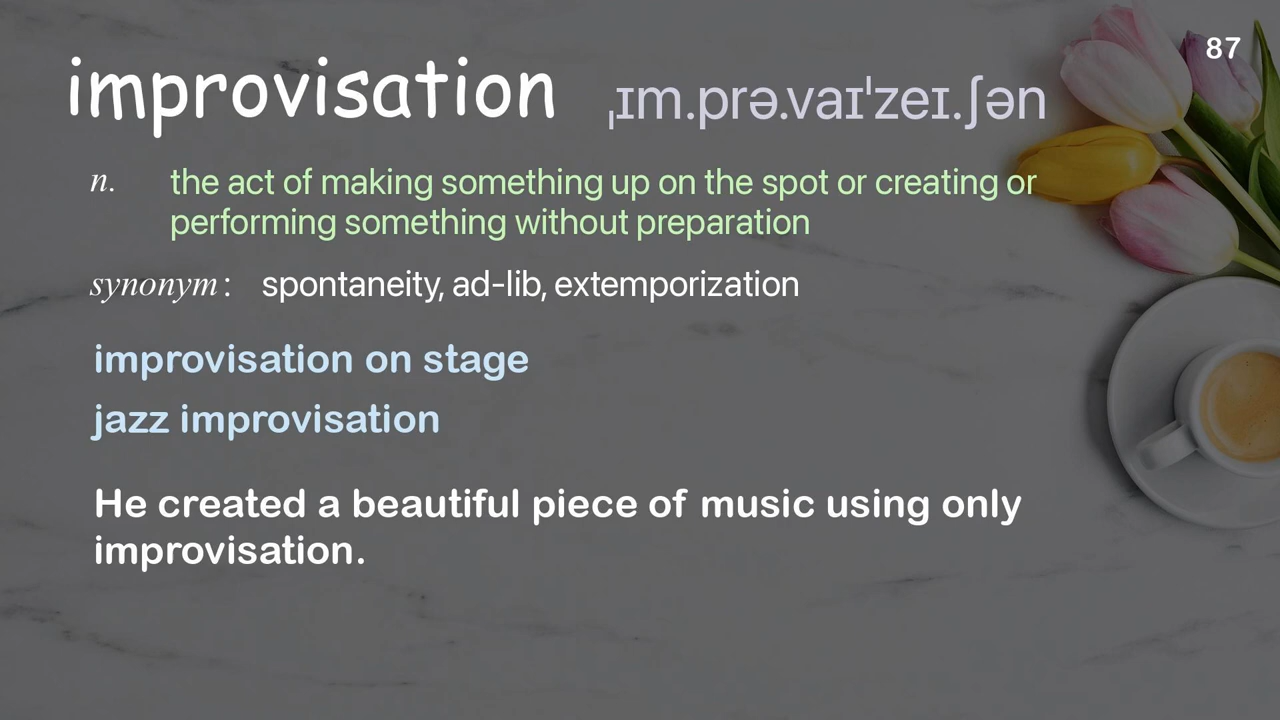 87
improvisation ˌɪm.prə.vaɪˈzeɪ.ʃən
n. the act of making something up on the spot or creating or
performing something without preparation
synonym: spontaneity, ad-lib, extemporization
improvisation on stage
jazz improvisation
He created a beautiful piece of music using only
improvisation.